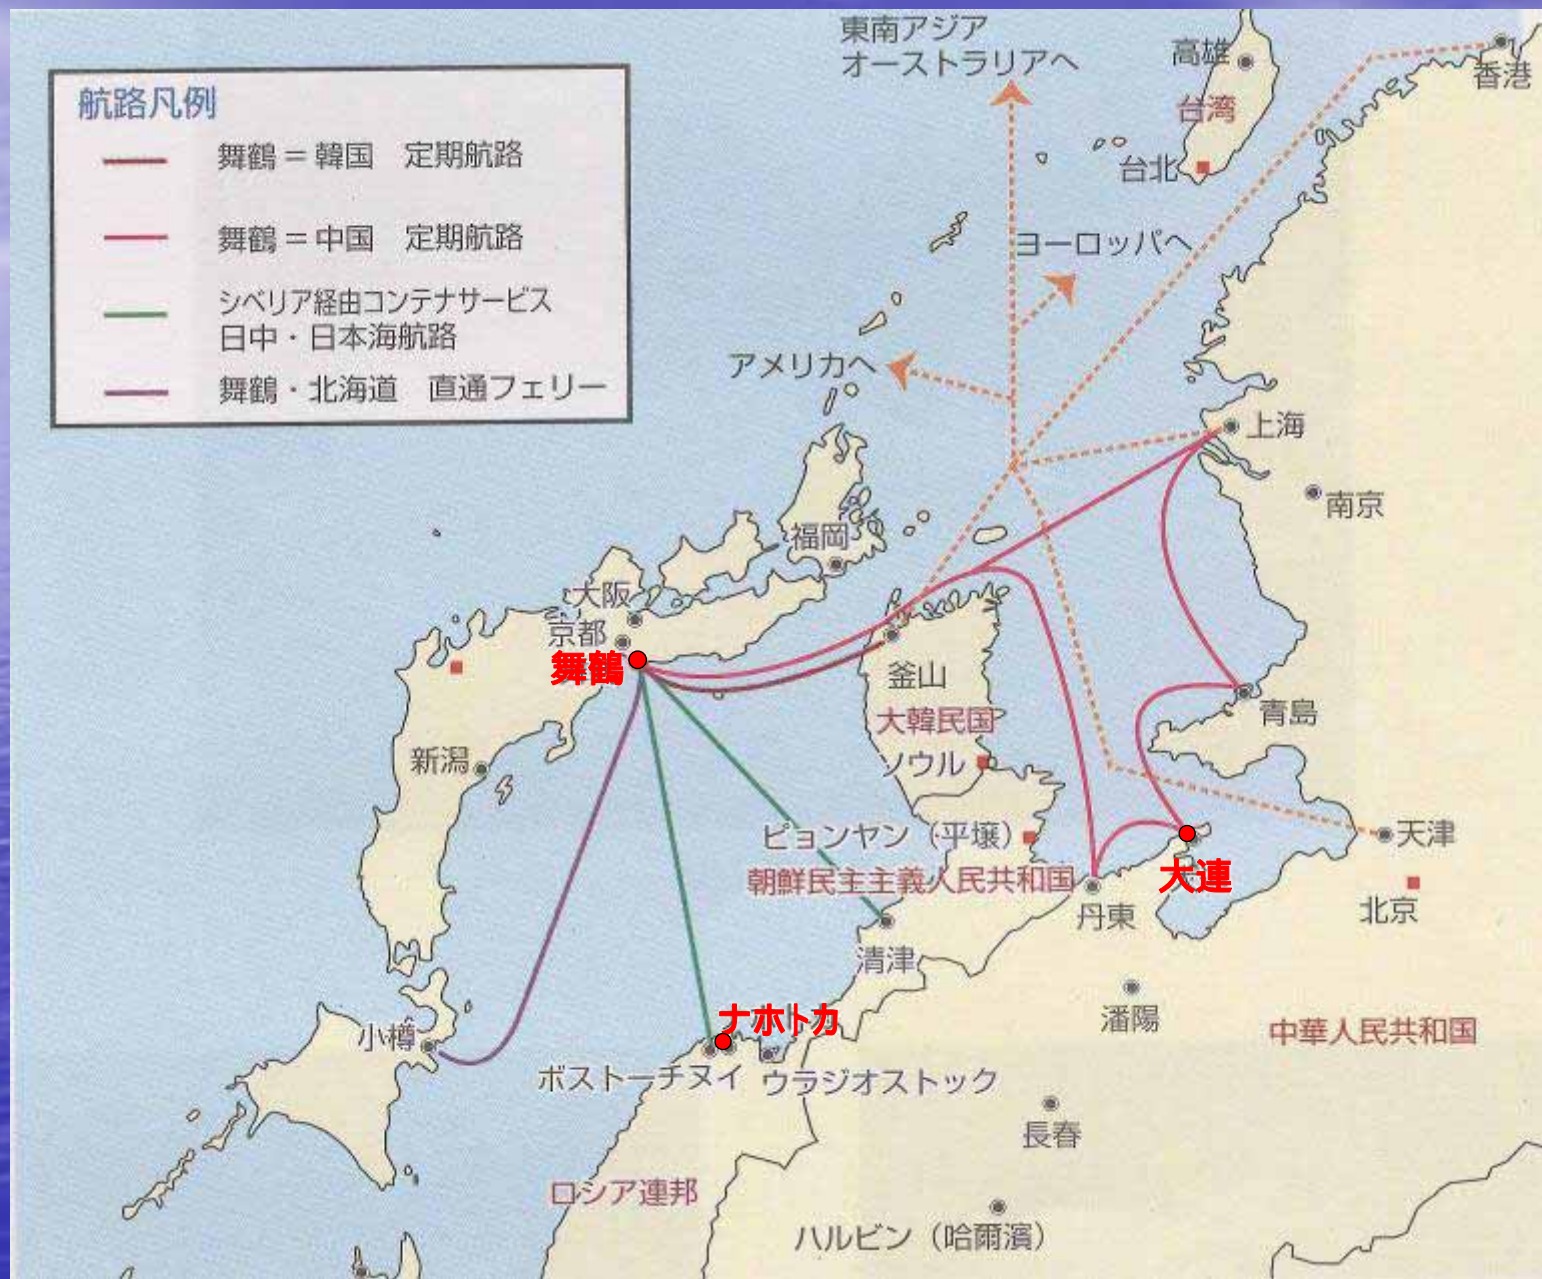 航路凡例
舞鶴＝韓国　定期航路
舞鶴＝中国　定期航路
シベリア経由コンテナサービス
日中・日本海航路
舞鶴・北海道　直通フェリー
東南アジア
オーストラリアへ
高雄
香港
台湾
台北
ヨーロッパへ
アメリカへ
上海
南京
福岡
大阪
京都
舞鶴
釜山
大韓民国
青島
新潟
ソウル
ピョンヤン（平壌）
天津
朝鮮民主主義人民共和国
大連
丹東
北京
清津
ナホトカ
小樽
潘陽
中華人民共和国
ボストーチヌイ
ウラジオストック
長春
ロシア連邦
ハルビン（哈爾濱）